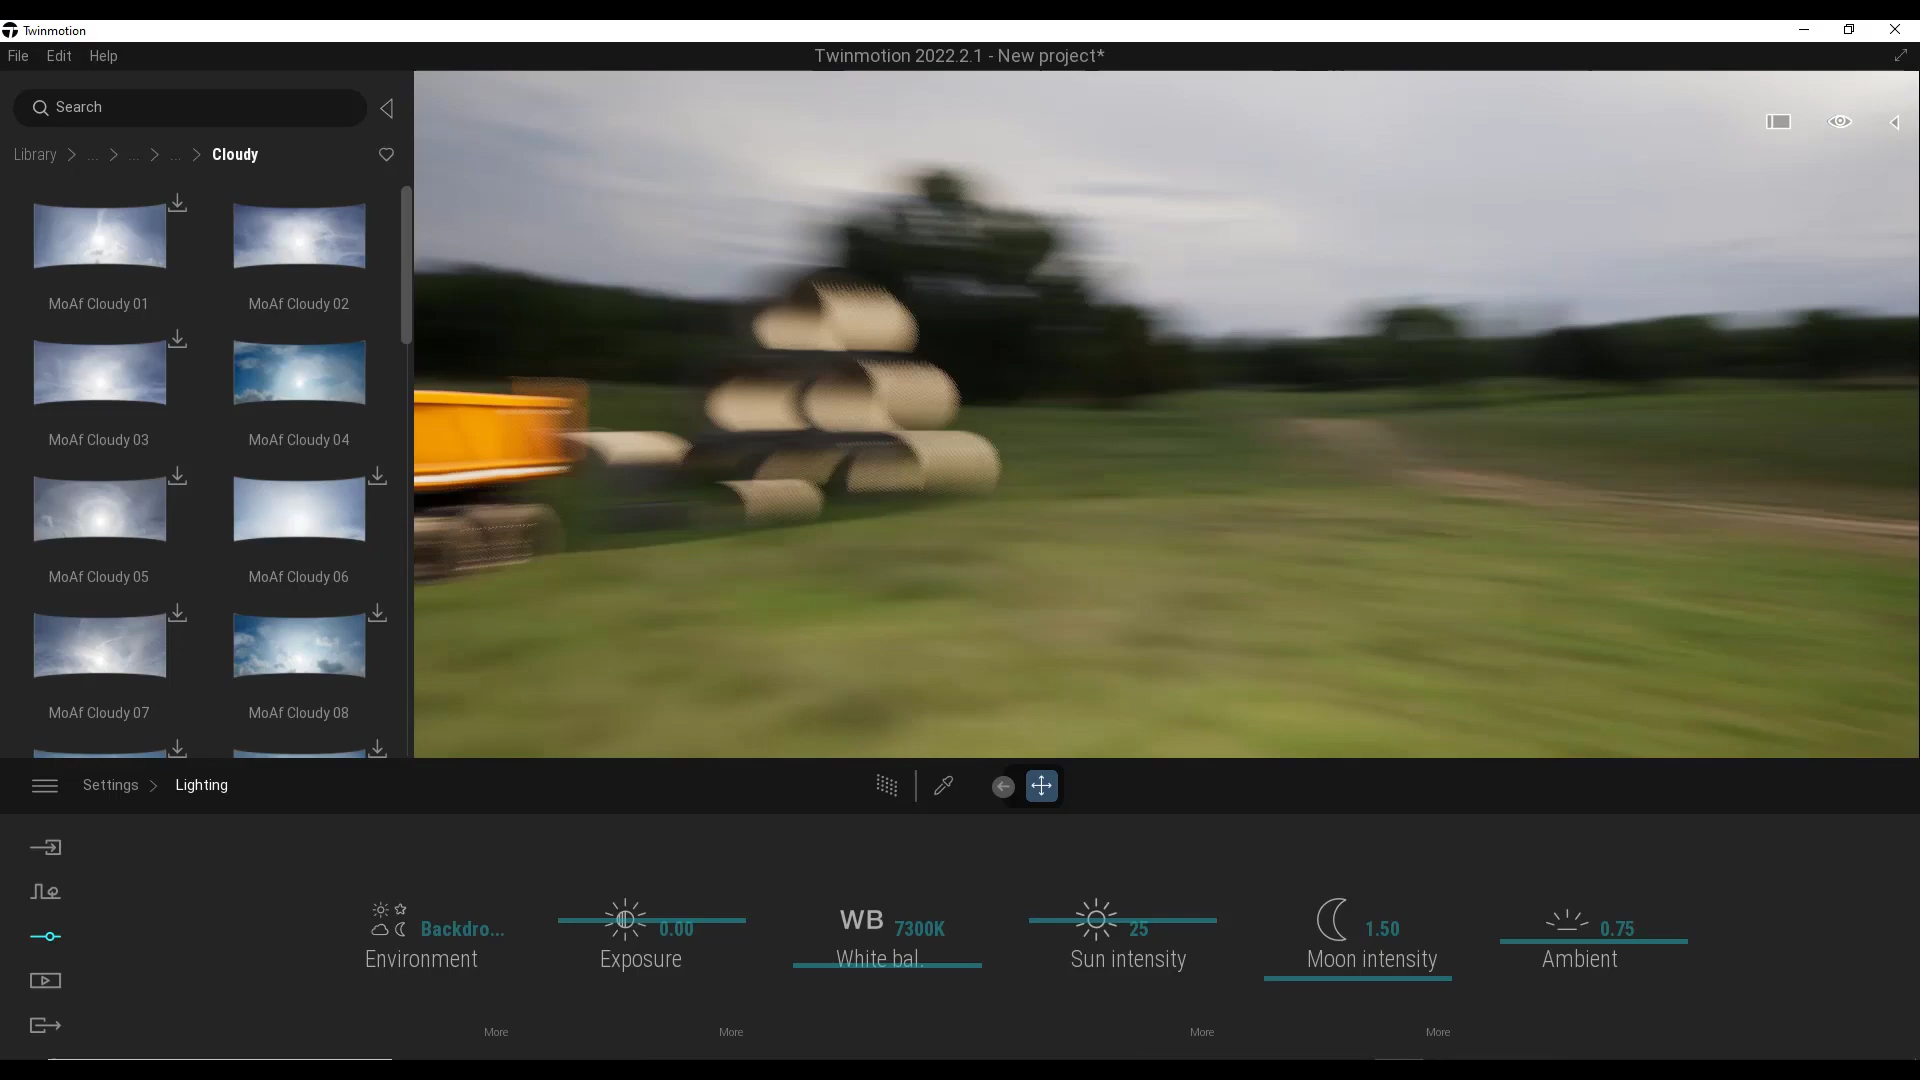 Twinmotion
File Edit Help
Twinmotion 2022.2.1 - New project*
Search
Library > ... > ... > ... > Cloudy
MoAf Cloudy 01
MoAf Cloudy 02
MoAf Cloudy 03
MoAf Cloudy 04
MoAf Cloudy 05
MoAf Cloudy 06
MoAf Cloudy 07
MoAf Cloudy 08
Settings > Lighting
Backdro...
Environment
0.00
Exposure
WB 7300K
White bal.
25
Sun intensity
1.50
Moon intensity
0.75
Ambient
More
More
More
More